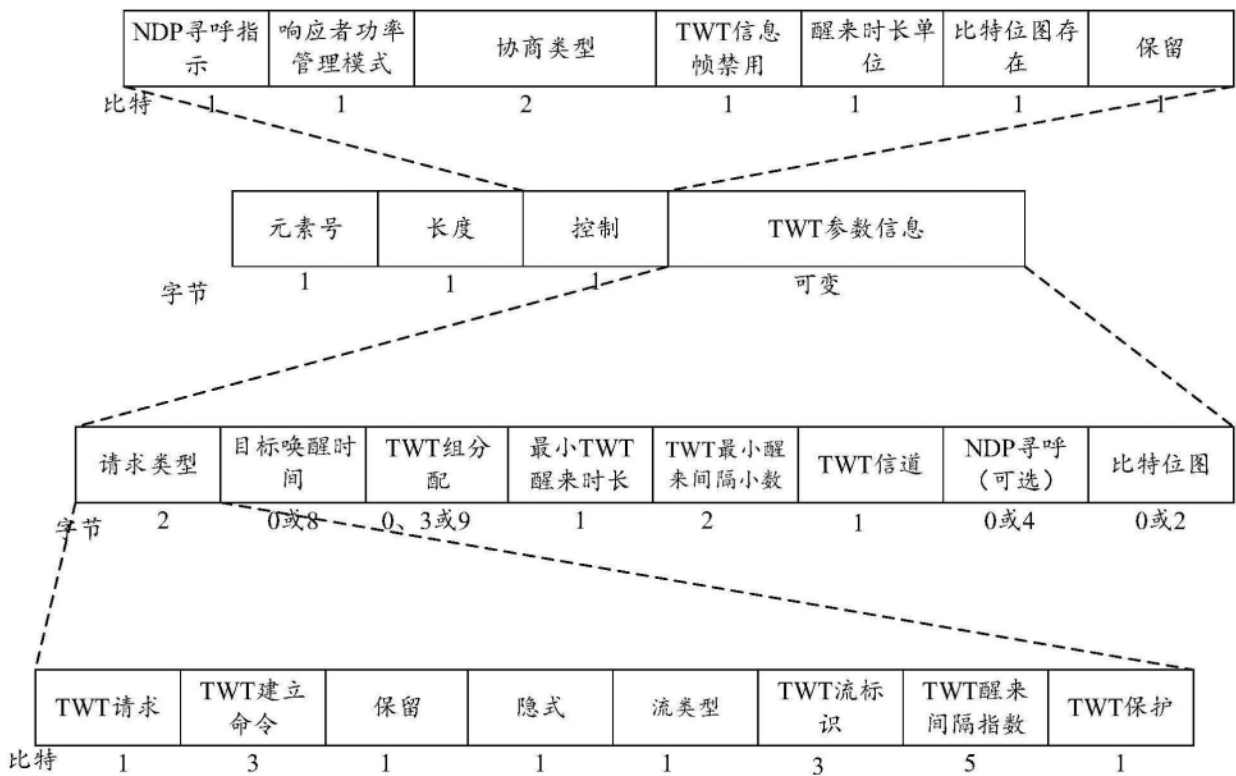 NDP寻呼指示 响应者功率管理模式 协商类型 TWT信息帧禁用 醒来时长单位 比特位图存在 保留
比特 1 1 2 1 1 1 1
元素号 长度 控制 TWT参数信息
字节 1 1 1 可变
请求类型 目标唤醒时间 TWT组分配 最小TWT醒来时长 TWT最小醒来间隔小数 TWT信道 NDP寻呼（可选） 比特位图
字节 2 0或8 0、3或9 1 2 1 0或4 0或2
TWT请求 TWT建立命令 保留 隐式 流类型 TWT流标识 TWT醒来间隔指数 TWT保护
比特 1 3 1 1 1 3 5 1